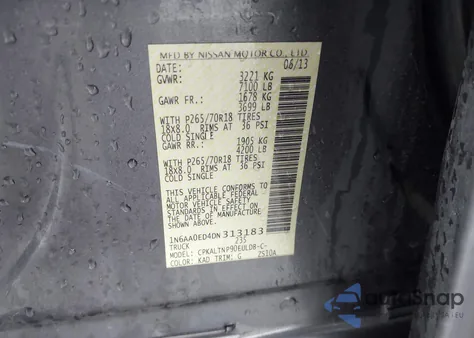 MFD BY NISSAN MOTOR CO., LTD.
DATE: 06/13
GVWR: 3221 KG
7100 LB
GAWR FR.: 1678 KG
3699 LB
WITH P265/70R18 TIRES
18X8.0 RIMS AT 36 PSI
COLD SINGLE
GAWR RR.: 1905 KG
4200 LB
WITH P265/70R18 TIRES
18X8.0 RIMS AT 36 PSI
COLD SINGLE
THIS VEHICLE CONFORMS TO
ALL APPLICABLE FEDERAL
MOTOR VEHICLE SAFETY
STANDARDS IN EFFECT ON
THE DATE OF MANUFACTURE
SHOWN ABOVE.
1N6AA0ED4DN313183
TRUCK 235
MODEL: CPKALTNP90EULDB-C-
COLOR: KAD TRIM: G 2510A
autoSnap